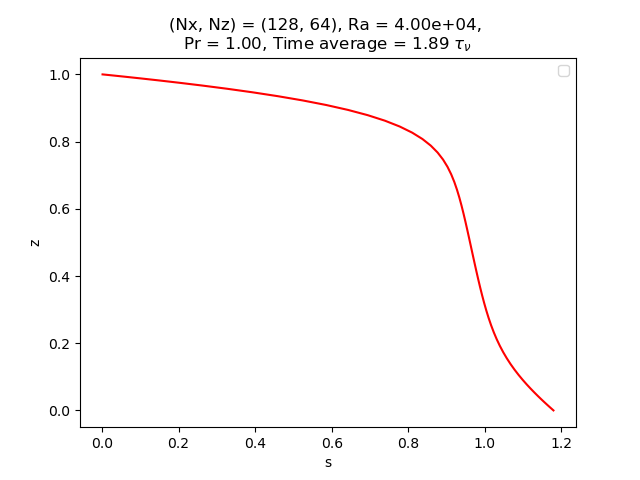 (Nx, Nz) = (128, 64), Ra = 4.00e+04,
Pr = 1.00, Time average = 1.89 τν
1.0
0.8
0.6
z
0.4
0.2
0.0
0.0 0.2 0.4 0.6 0.8 1.0 1.2
s